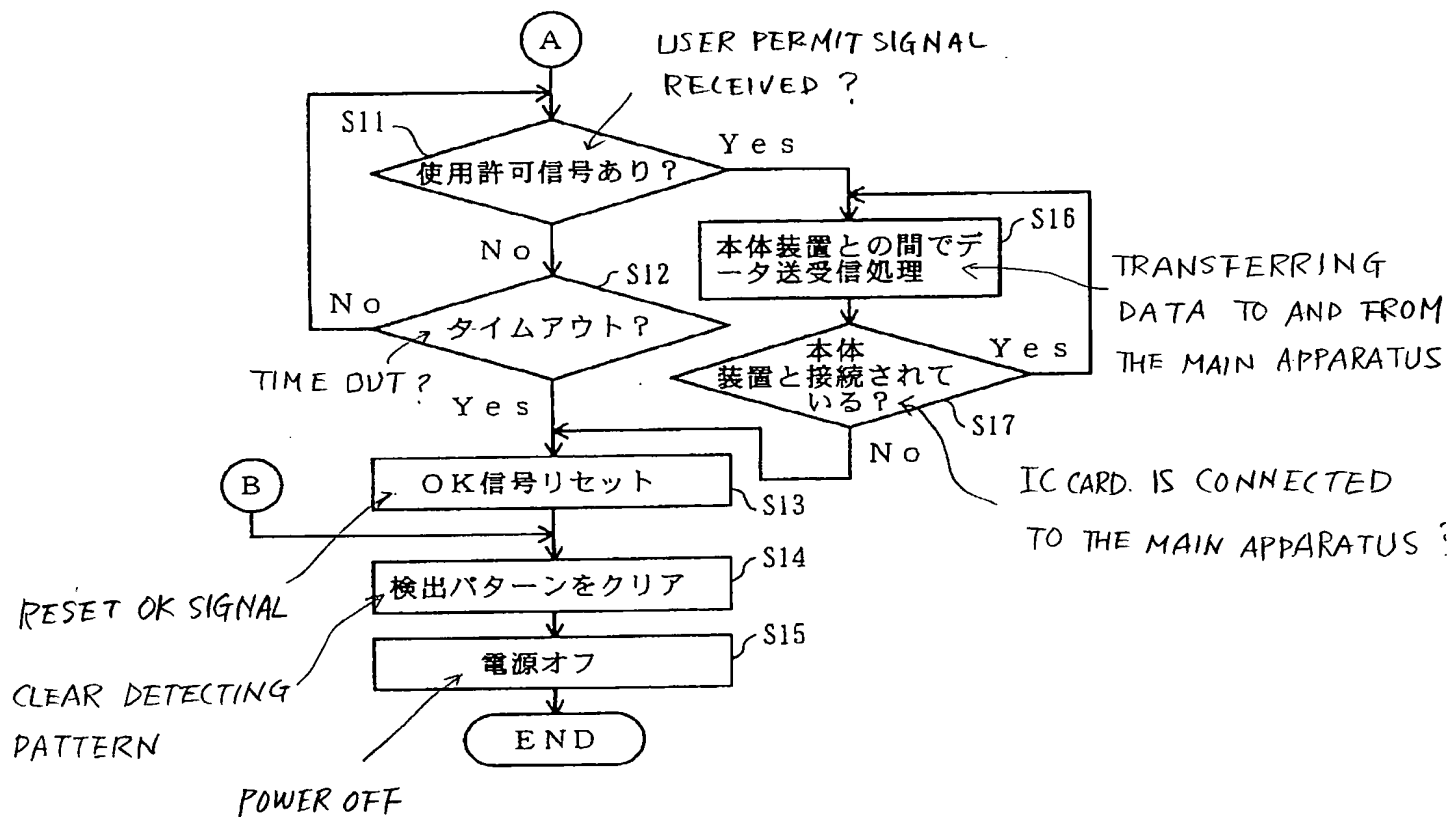 A
USER PERMIT SIGNAL
RECEIVED ?
S11
使用許可信号あり？
Yes
No
S16
本体装置との間でデ
ータ送受信処理
TRANSFERRING
DATA TO AND FROM
THE MAIN APPARATUS
S12
No
タイムアウト？
TIME OUT ?
Yes
本体
装置と接続されて
いる？
Yes
S17
No
IC CARD. IS CONNECTED
TO THE MAIN APPARATUS ?
B
OK信号リセット
S13
RESET OK SIGNAL
検出パターンをクリア
S14
CLEAR DETECTING
PATTERN
電源オフ
S15
POWER OFF
END